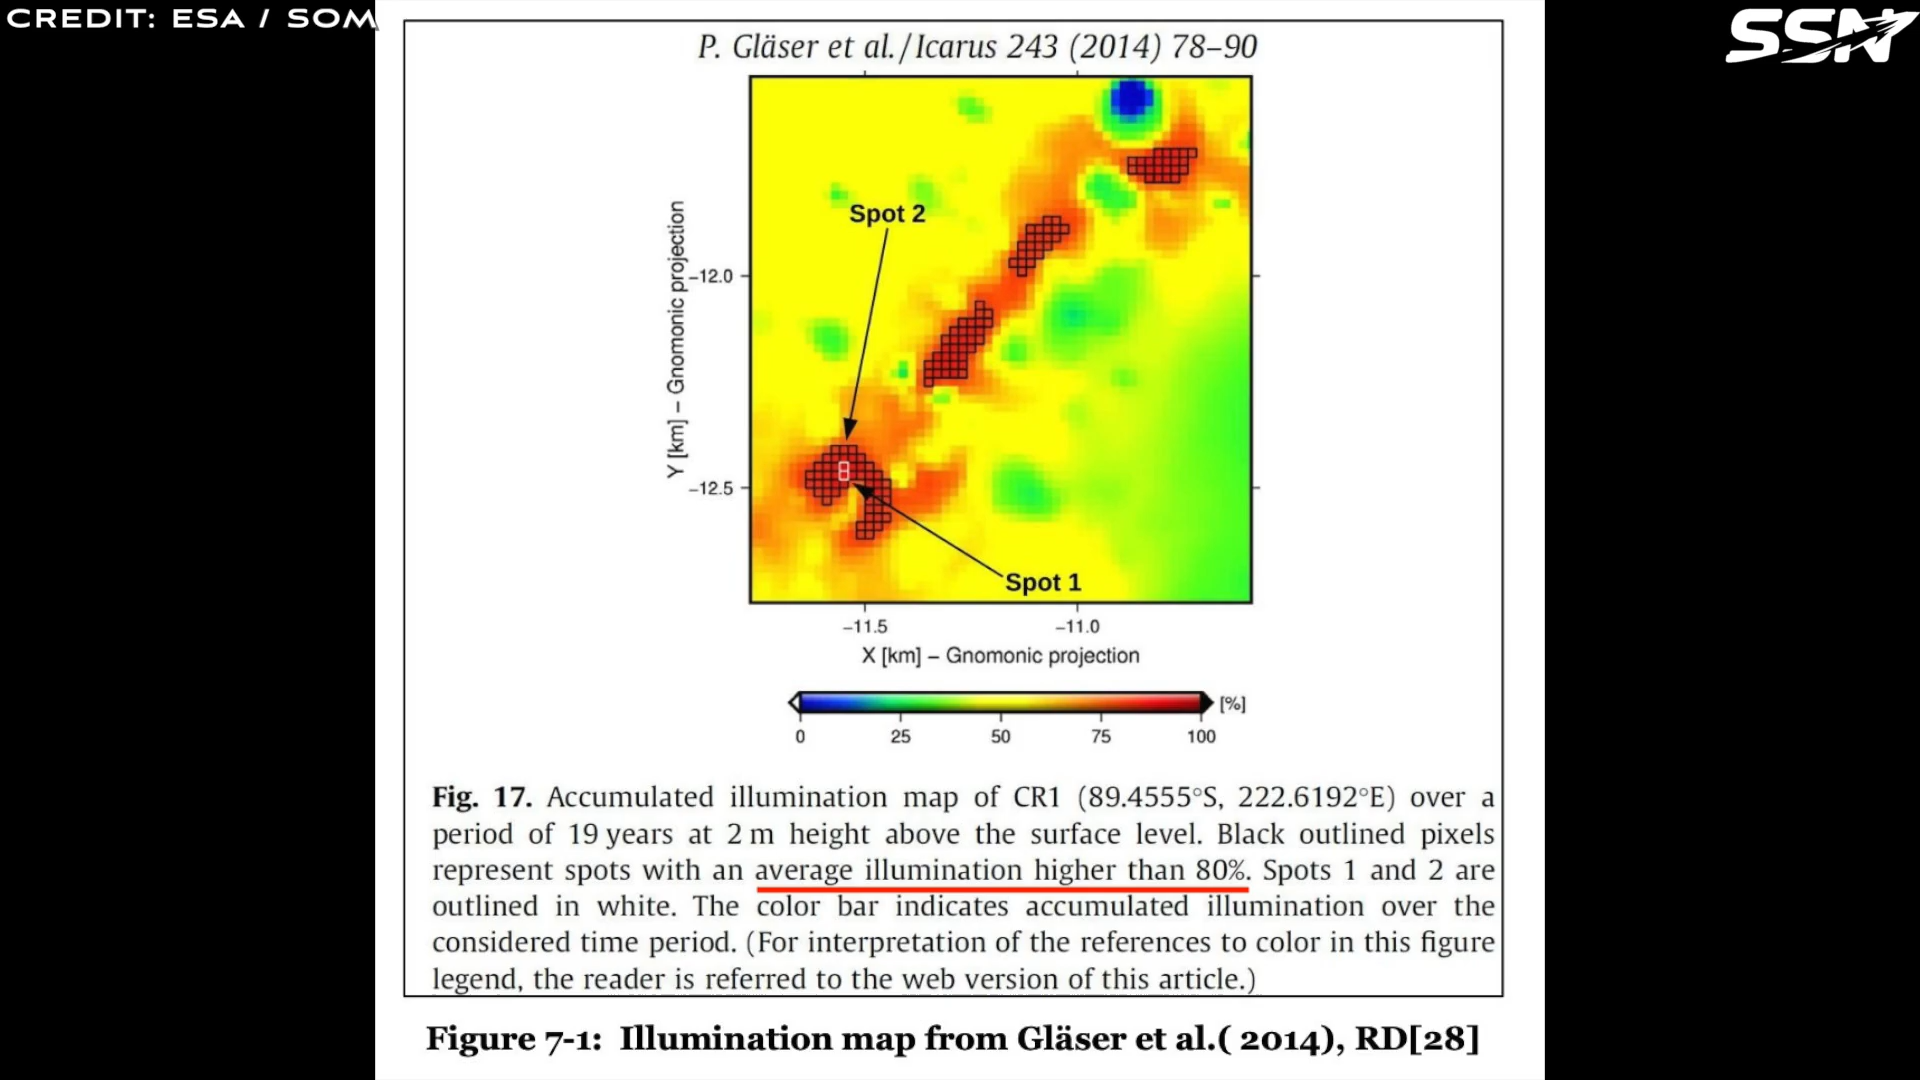 CREDIT: ESA / SOM
SSN
P. Gläser et al./Icarus 243 (2014) 78–90
Spot 2
Y [km] – Gnomonic projection
–12.0
–12.5
Spot 1
–11.5
–11.0
X [km] – Gnomonic projection
[%]
0
25
50
75
100
Fig. 17. Accumulated illumination map of CR1 (89.4555°S, 222.6192°E) over a
period of 19 years at 2 m height above the surface level. Black outlined pixels
represent spots with an average illumination higher than 80%. Spots 1 and 2 are
outlined in white. The color bar indicates accumulated illumination over the
considered time period. (For interpretation of the references to color in this figure
legend, the reader is referred to the web version of this article.)
Figure 7-1: Illumination map from Gläser et al.( 2014), RD[28]